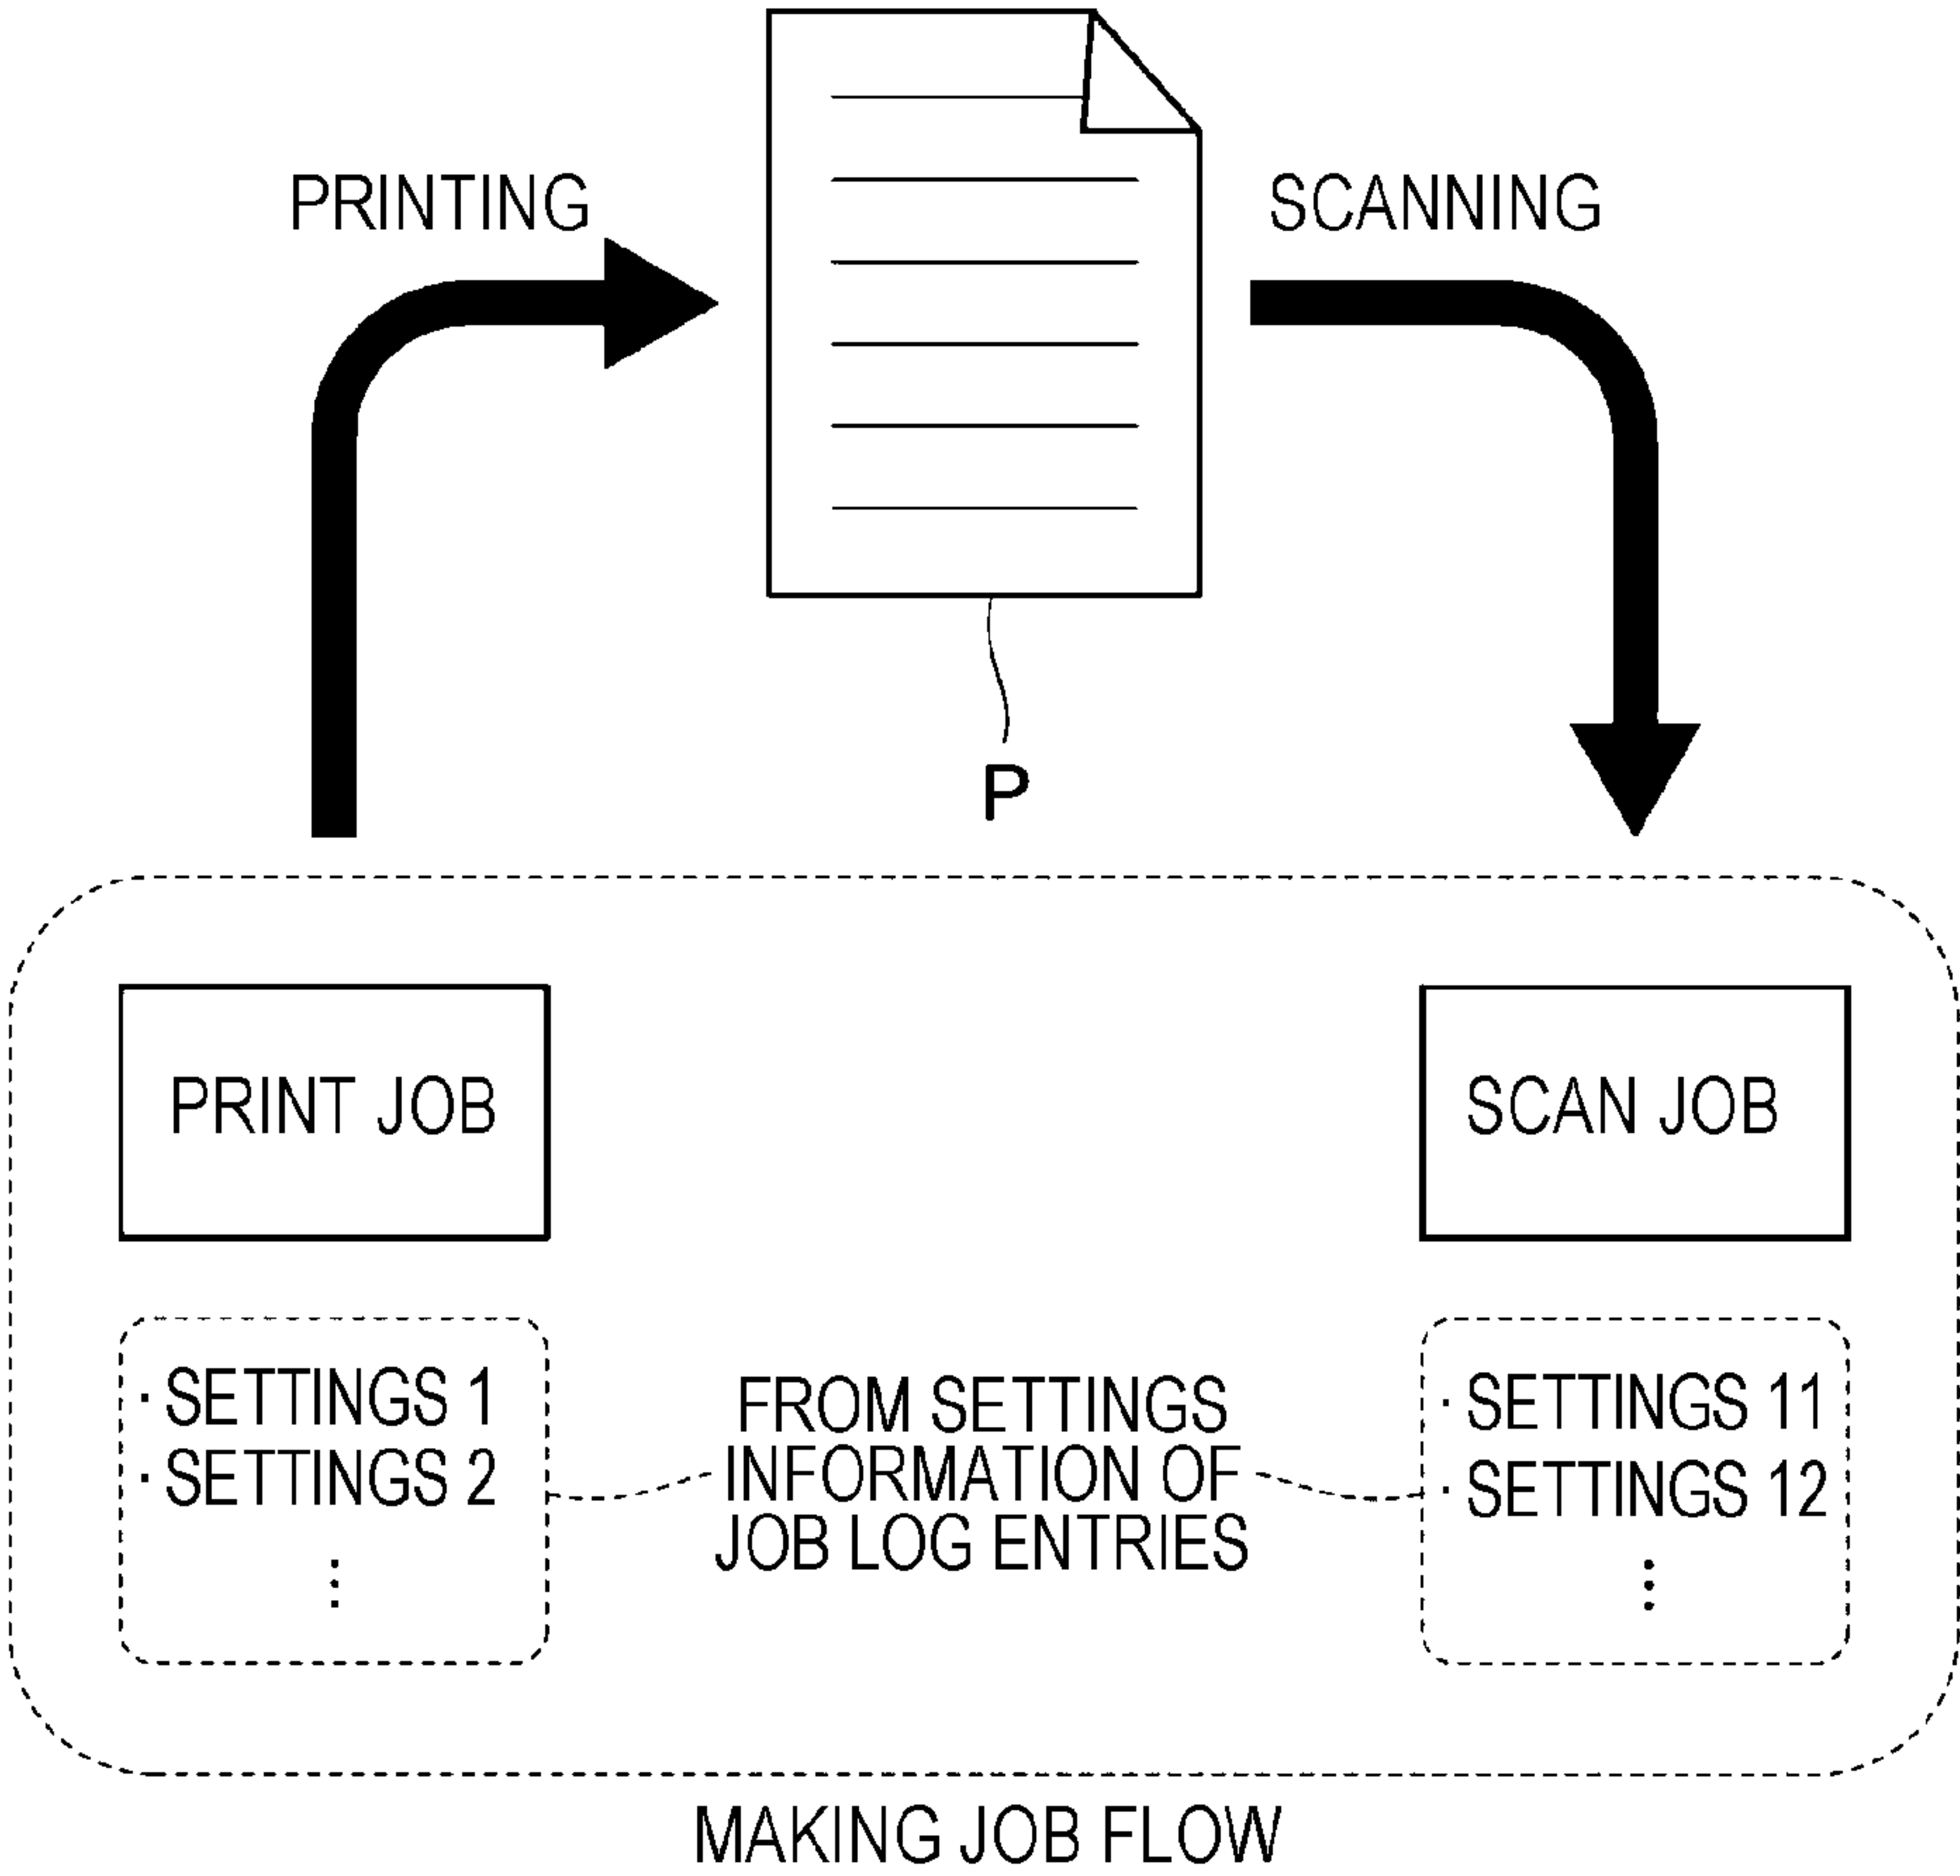 PRINTING
SCANNING
P
PRINT JOB
SCAN JOB
· SETTINGS 1
· SETTINGS 2
⋮
FROM SETTINGS
INFORMATION OF
JOB LOG ENTRIES
· SETTINGS 11
· SETTINGS 12
⋮
MAKING JOB FLOW